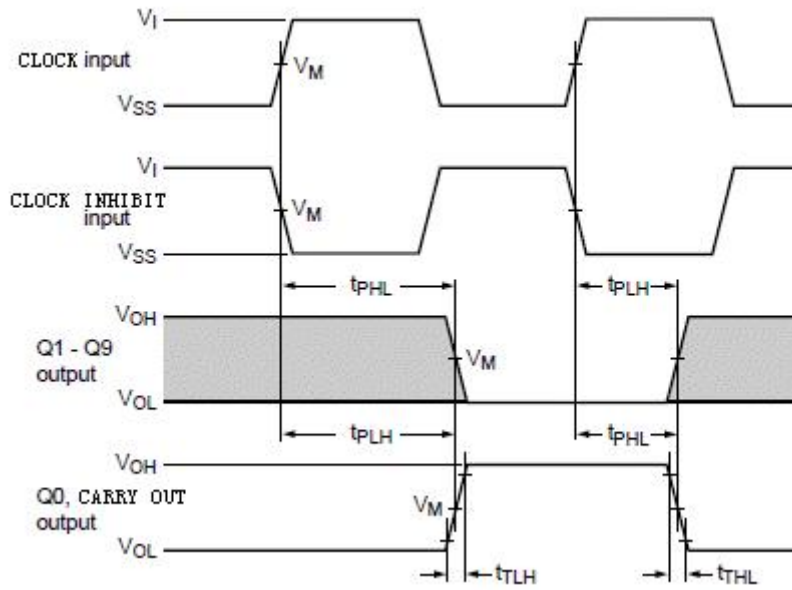 VI
CLOCK input
VM
VSS
VI
CLOCK INHIBIT
input
VM
VSS
tPHL
tPLH
VOH
Q1 - Q9
output
VM
VOL
tPLH
tPHL
VOH
Q0, CARRY OUT
output
VM
VOL
tTLH
tTHL